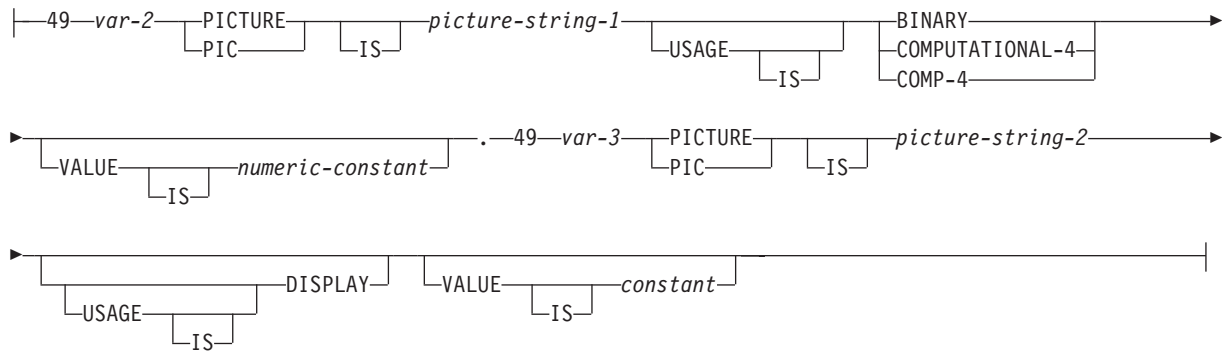 49 var-2 PICTURE IS picture-string-1 USAGE IS BINARY
PIC COMPUTATIONAL-4
COMP-4
VALUE IS numeric-constant . 49 var-3 PICTURE IS picture-string-2
PIC
USAGE IS DISPLAY VALUE IS constant